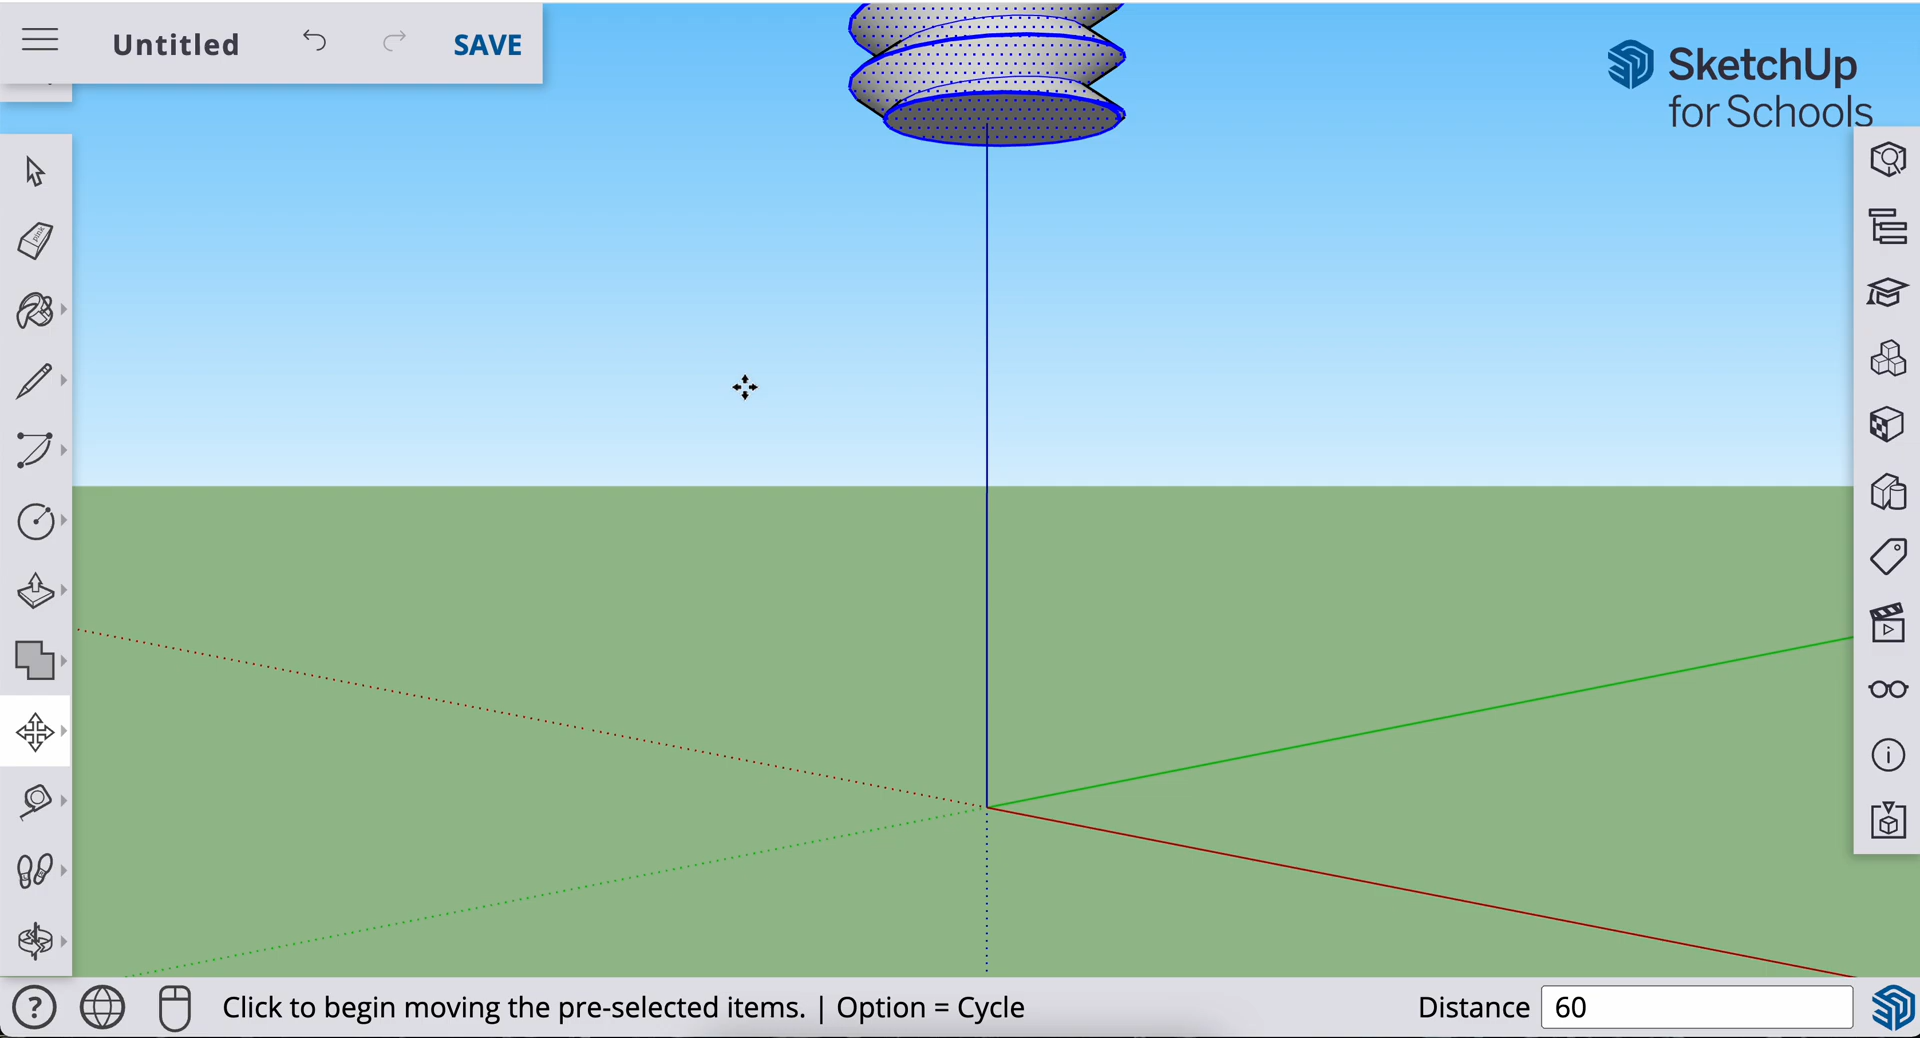 Untitled
SAVE
SketchUp
for Schools
Click to begin moving the pre-selected items. | Option = Cycle
Distance 60